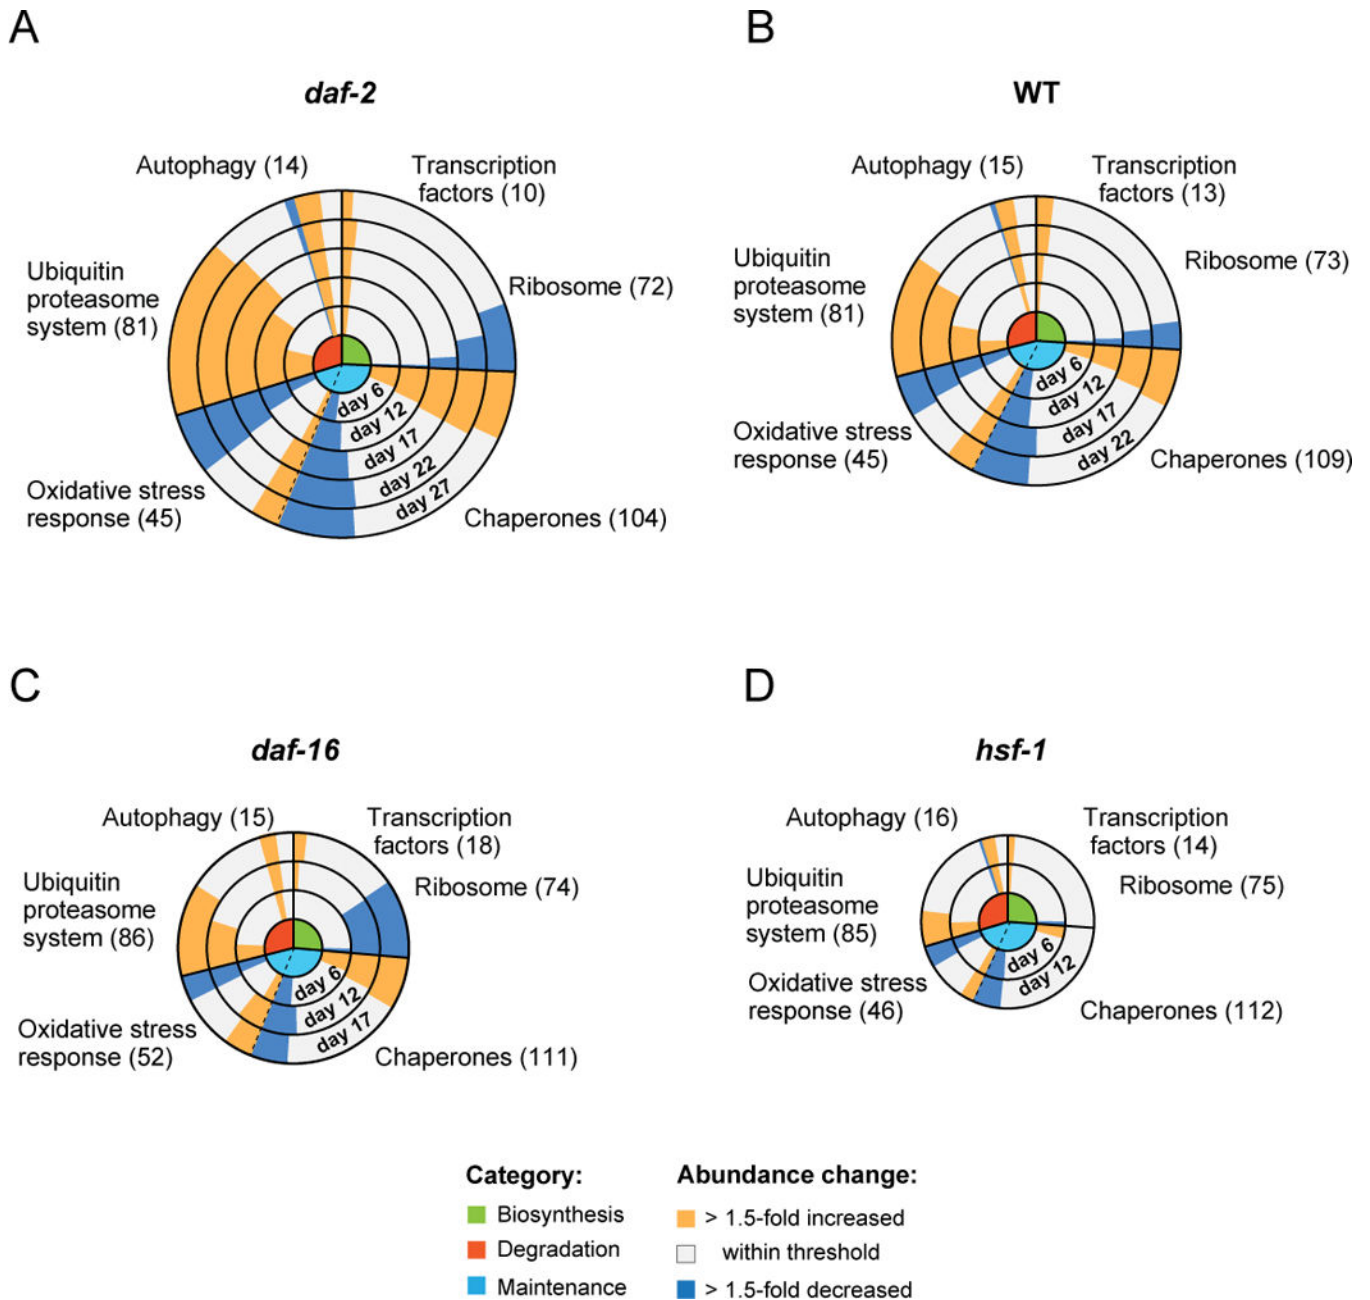 A
daf-2
Autophagy (14)
Transcription
factors (10)
Ubiquitin
proteasome
system (81)
Ribosome (72)
Oxidative stress
response (45)
Chaperones (104)
day 6
day 12
day 17
day 22
day 27
B
WT
Autophagy (15)
Transcription
factors (13)
Ubiquitin
proteasome
system (81)
Ribosome (73)
Oxidative stress
response (45)
Chaperones (109)
day 6
day 12
day 17
day 22
C
daf-16
Autophagy (15)
Transcription
factors (18)
Ubiquitin
proteasome
system (86)
Ribosome (74)
Oxidative stress
response (52)
Chaperones (111)
day 6
day 12
day 17
D
hsf-1
Autophagy (16)
Transcription
factors (14)
Ubiquitin
proteasome
system (85)
Ribosome (75)
Oxidative stress
response (46)
Chaperones (112)
day 6
day 12
Category:
Biosynthesis
Degradation
Maintenance
Abundance change:
> 1.5-fold increased
within threshold
> 1.5-fold decreased